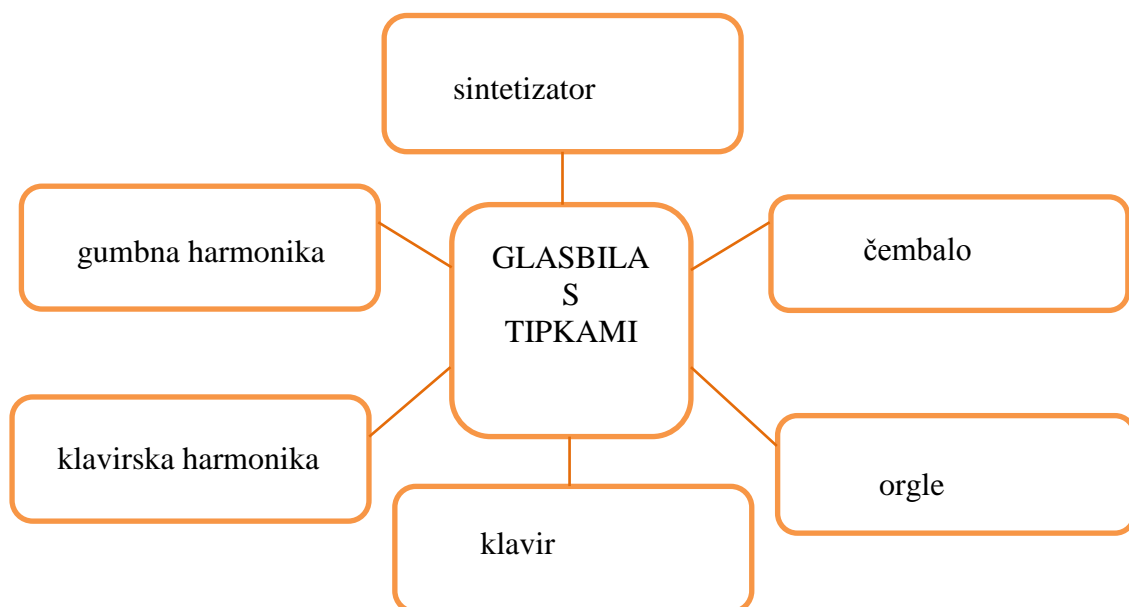 sintetizator
gumbna harmonika
GLASBILA
S
TIPKAMI
čembalo
klavirska harmonika
orgle
klavir